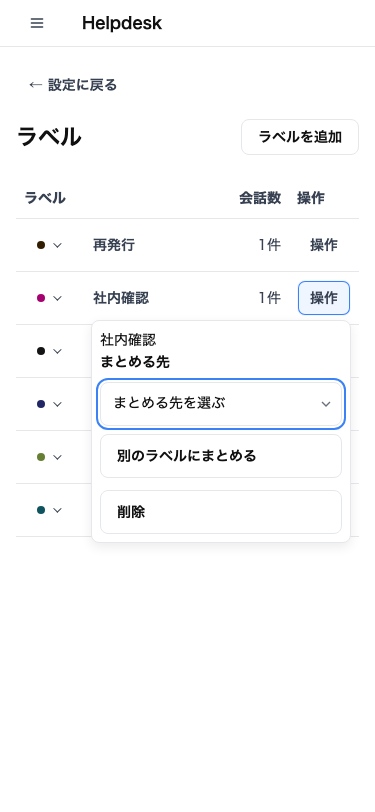 Helpdesk
← 設定に戻る
ラベル
ラベルを追加
ラベル 会話数 操作
再発行 1件 操作
社内確認 1件 操作
社内確認
まとめる先
まとめる先を選ぶ
別のラベルにまとめる
削除